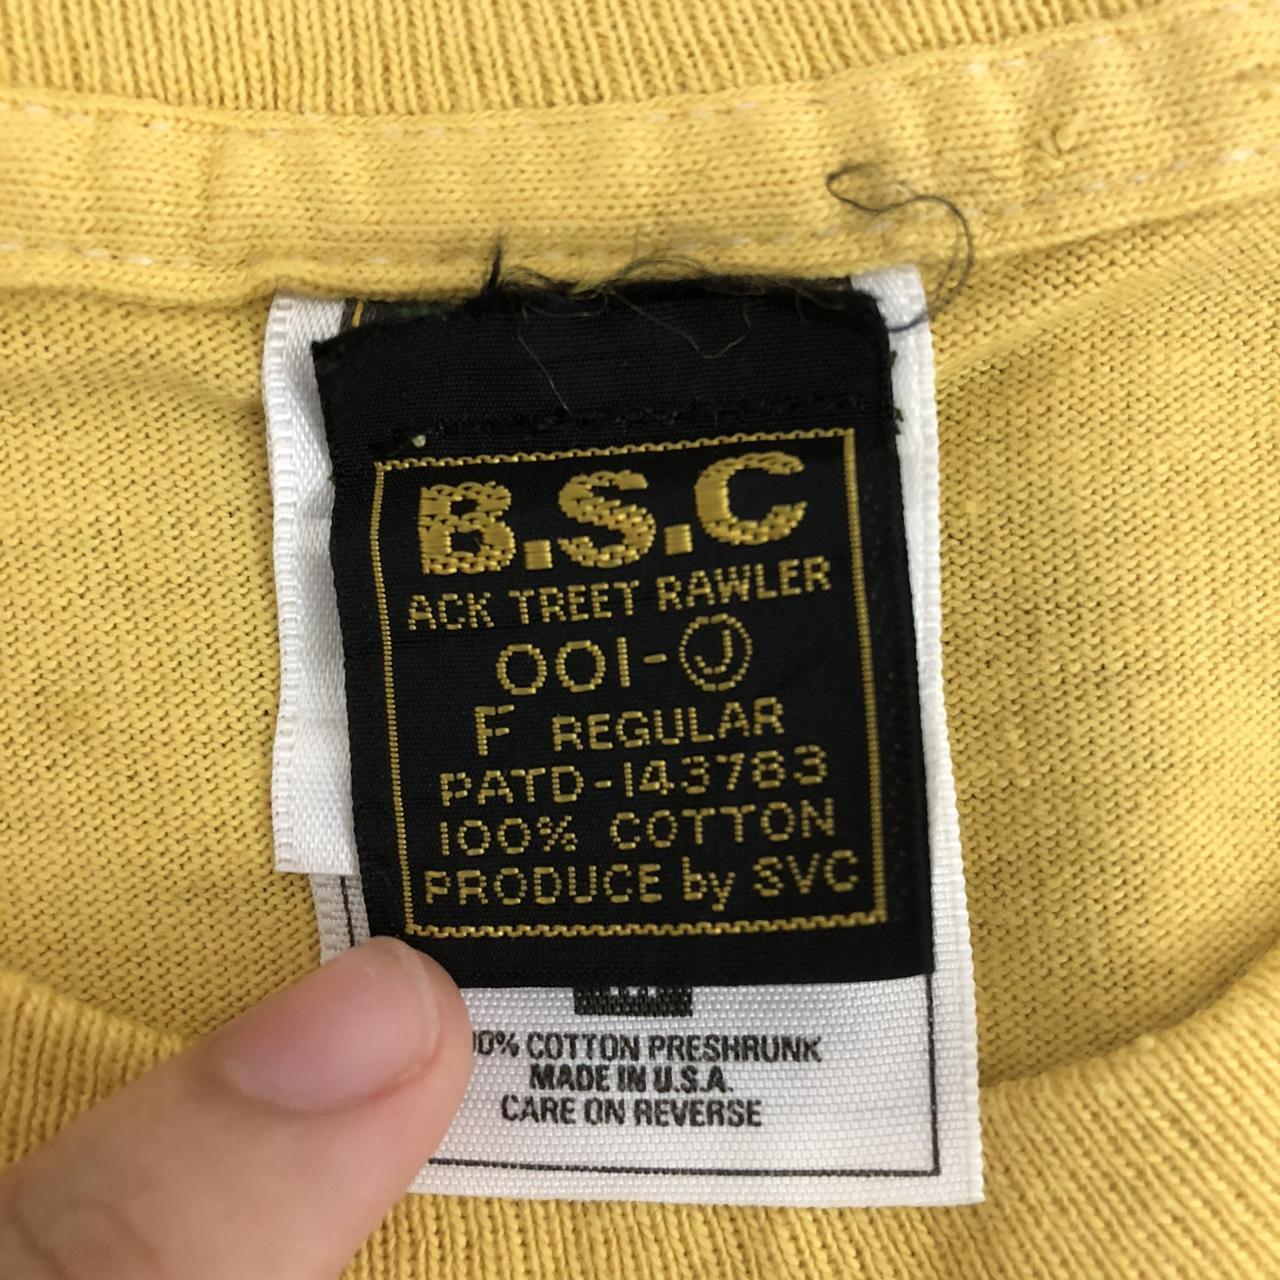 B.S.C
ACK TREET RAWLER
001-Ⓙ
F REGULAR
PATD-143783
100% COTTON
PRODUCE by SVC
0% COTTON PRESHRUNK
MADE IN U.S.A.
CARE ON REVERSE